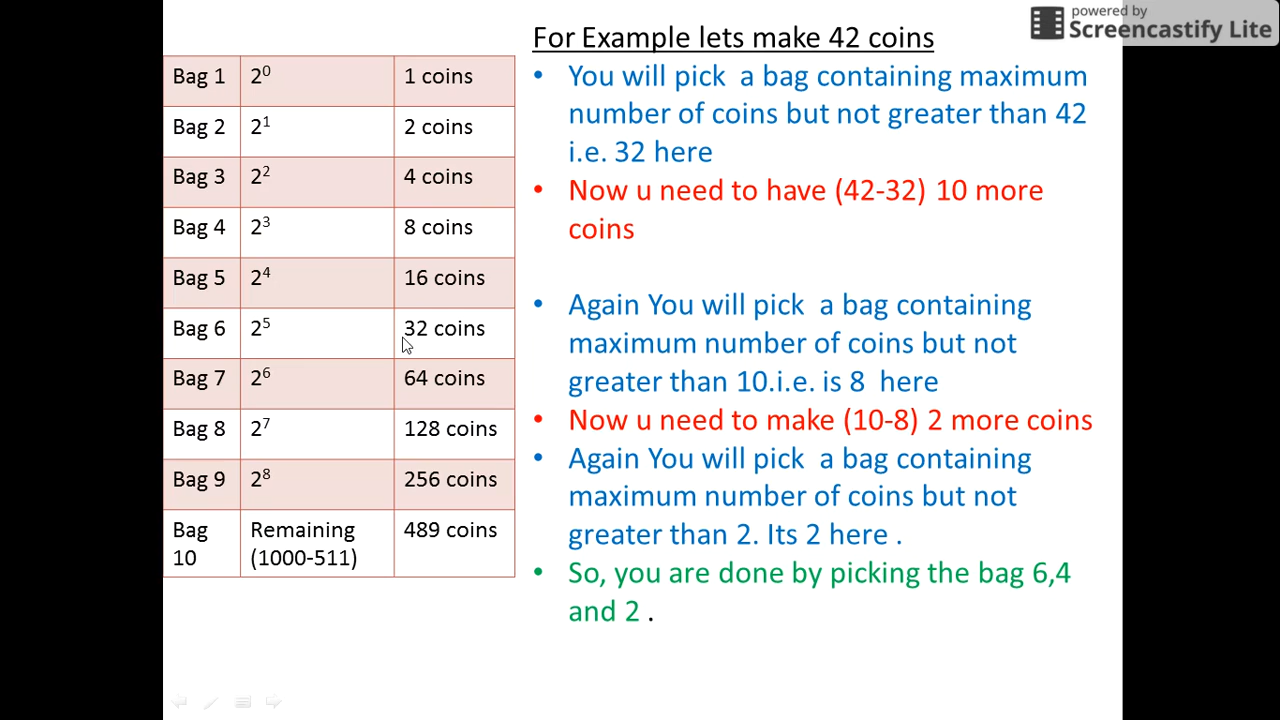 powered by
Screencastify Lite
Bag 1 2⁰ 1 coins
Bag 2 2¹ 2 coins
Bag 3 2² 4 coins
Bag 4 2³ 8 coins
Bag 5 2⁴ 16 coins
Bag 6 2⁵ 32 coins
Bag 7 2⁶ 64 coins
Bag 8 2⁷ 128 coins
Bag 9 2⁸ 256 coins
Bag Remaining 489 coins
10 (1000-511)
For Example lets make 42 coins
• You will pick a bag containing maximum
number of coins but not greater than 42
i.e. 32 here
• Now u need to have (42-32) 10 more
coins
• Again You will pick a bag containing
maximum number of coins but not
greater than 10.i.e. is 8 here
• Now u need to make (10-8) 2 more coins
• Again You will pick a bag containing
maximum number of coins but not
greater than 2. Its 2 here .
• So, you are done by picking the bag 6,4
and 2 .